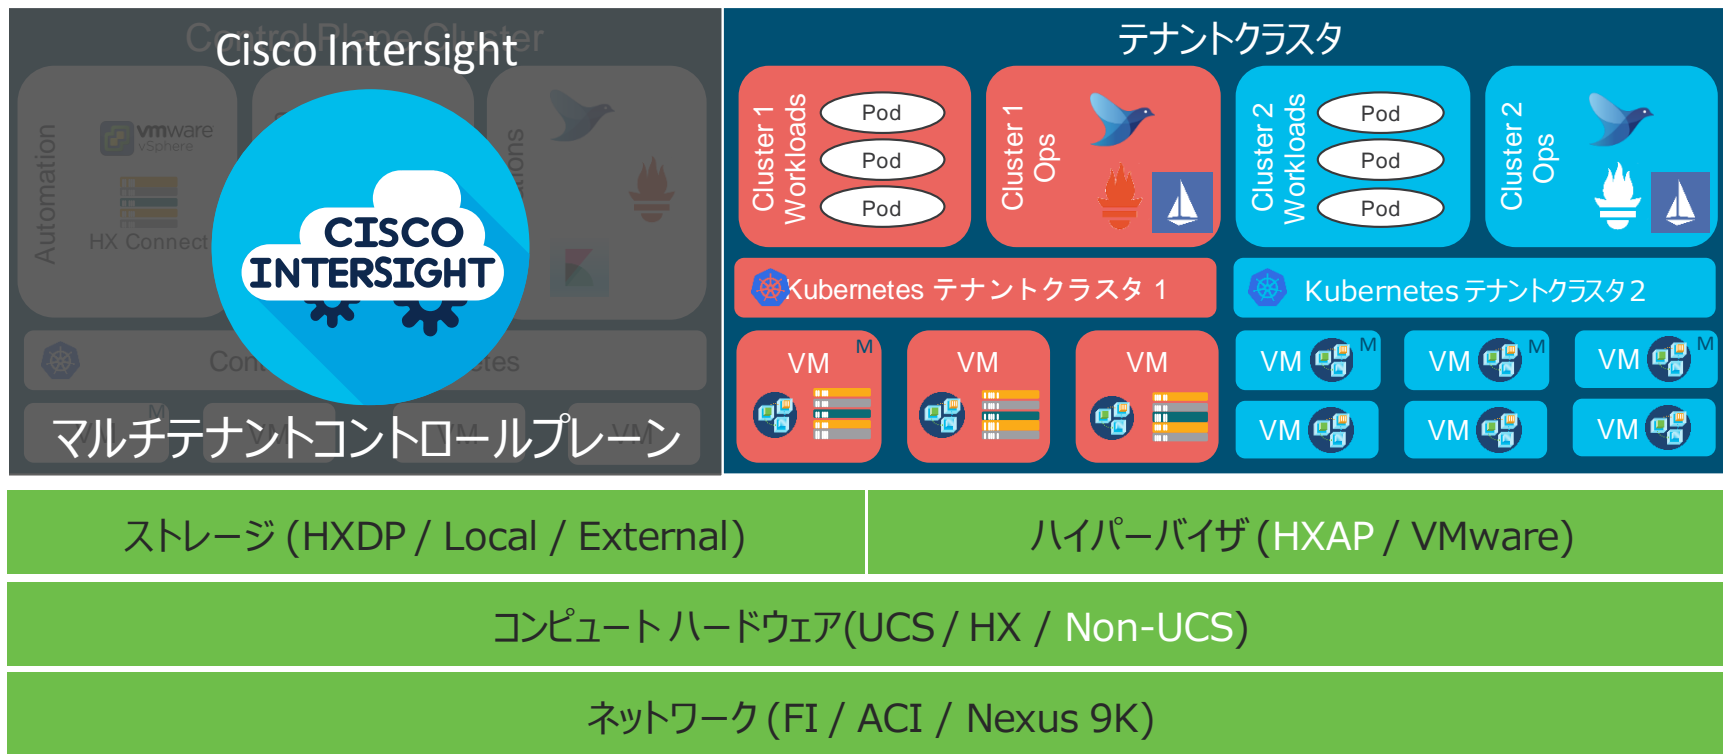 Control Plane Cluster
Cisco Intersight
Automation
vmware
vSphere
HX Connect
CISCO
INTERSIGHT
マルチテナントコントロールプレーン
VM
VM
VM
M
テナントクラスタ
Cluster 1
Workloads
Pod
Pod
Pod
Cluster 1
Ops
Cluster 2
Workloads
Pod
Pod
Pod
Cluster 2
Ops
Kubernetes テナントクラスタ 1
Kubernetes テナントクラスタ 2
VM
M
VM
VM
VM
M
VM
M
VM
M
VM
VM
VM
ストレージ (HXDP / Local / External)
ハイパーバイザ (HXAP / VMware)
コンピュート ハードウェア(UCS / HX / Non-UCS)
ネットワーク (FI / ACI / Nexus 9K)